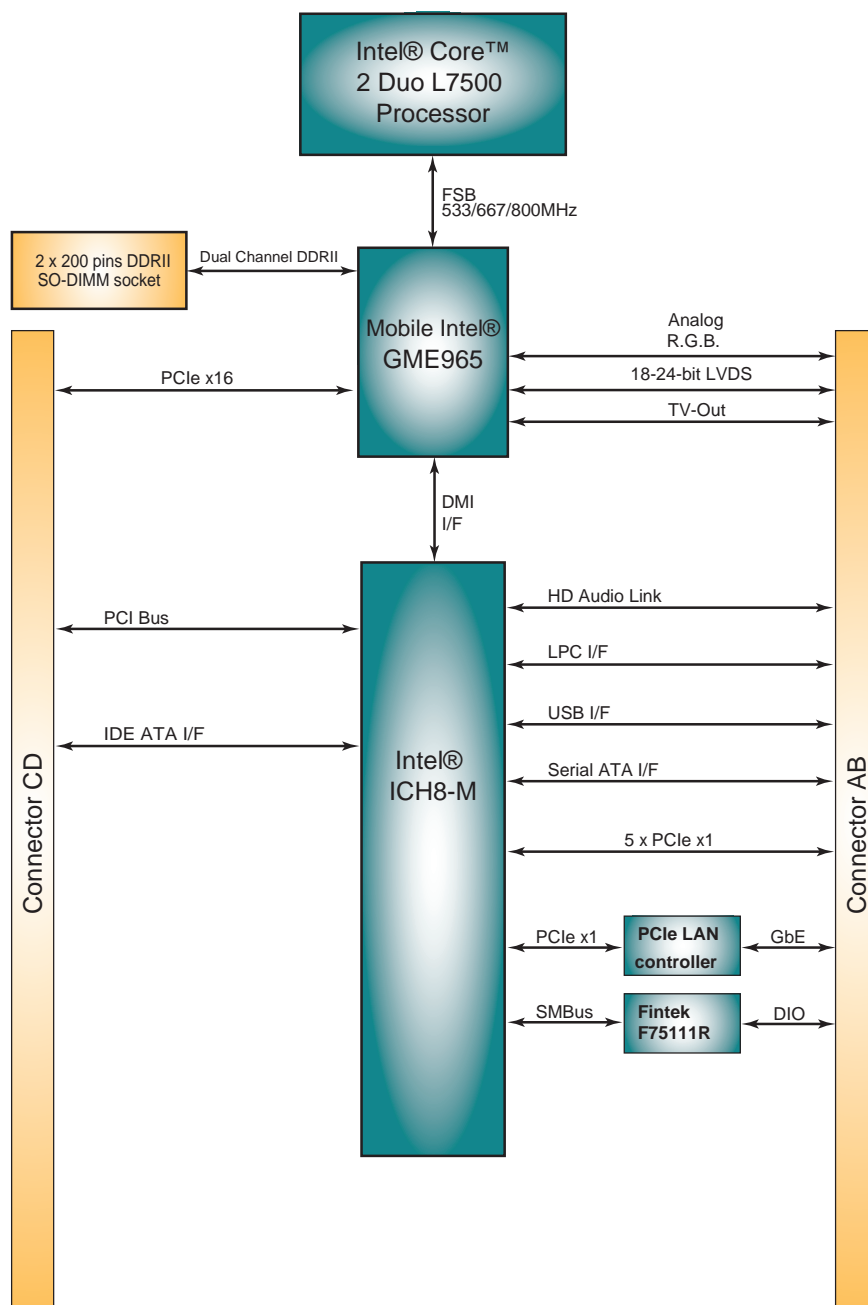 Intel® Core™
2 Duo L7500
Processor
FSB
533/667/800MHz
2 x 200 pins DDRII
SO-DIMM socket
Dual Channel DDRII
Mobile Intel®
GME965
Analog
R.G.B.
18-24-bit LVDS
TV-Out
PCIe x16
DMI
I/F
PCI Bus
IDE ATA I/F
Intel®
ICH8-M
HD Audio Link
LPC I/F
USB I/F
Serial ATA I/F
5 x PCIe x1
PCIe x1
PCIe LAN
controller
GbE
SMBus
Fintek
F75111R
DIO
Connector CD
Connector AB